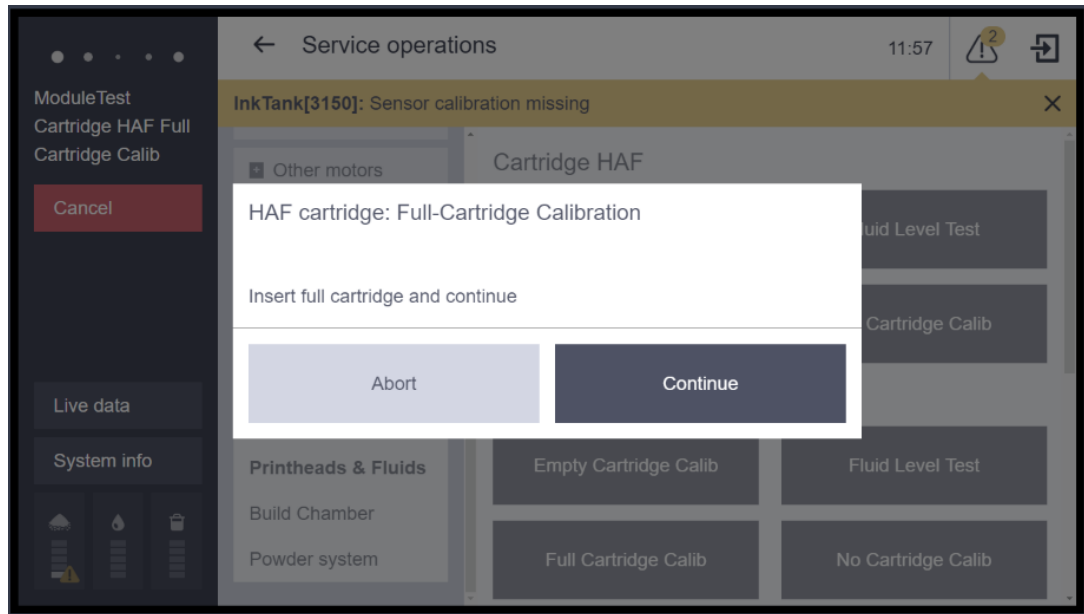 Service operations
11:57
2
ModuleTest
Cartridge HAF Full
Cartridge Calib
InkTank[3150]: Sensor calibration missing
Cancel
Other motors
Cartridge HAF
HAF cartridge: Full-Cartridge Calibration
Insert full cartridge and continue
Abort
Continue
Level Test
Cartridge Calib
Live data
System info
Printheads & Fluids
Build Chamber
Powder system
Empty Cartridge Calib
Fluid Level Test
Full Cartridge Calib
No Cartridge Calib